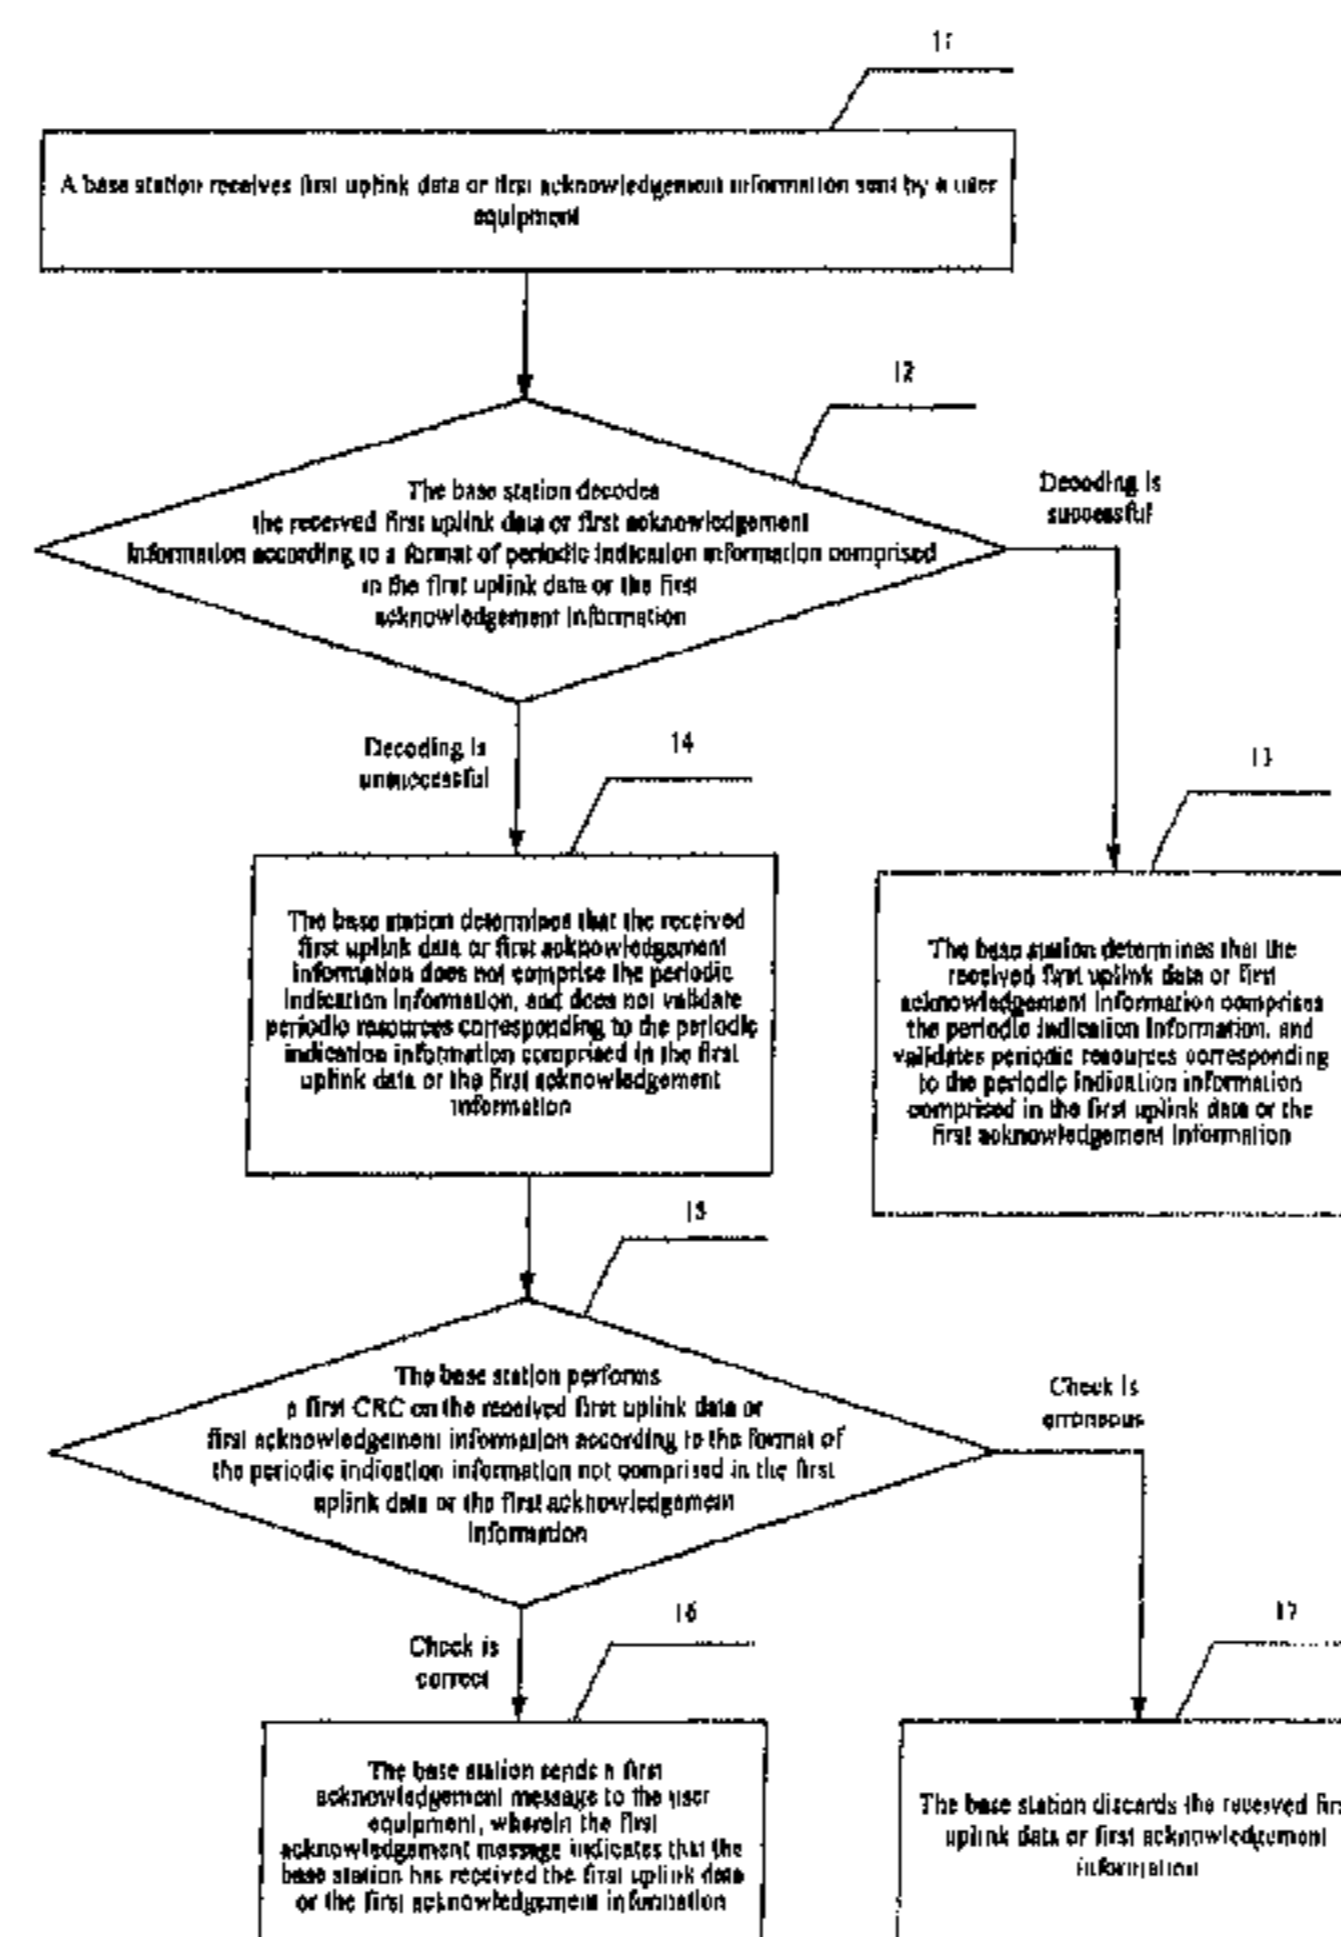 11
A base station receives first uplink data or first acknowledgement information sent by a user
equipment
12
The base station decodes
the received first uplink data or first acknowledgement
information according to a format of periodic indication information comprised
in the first uplink data or the first
acknowledgement information
Decoding is
successful
Decoding is
unsuccessful
14
13
The base station determines that the received
first uplink data or first acknowledgement
information does not comprise the periodic
indication information, and does not validate
periodic resources corresponding to the periodic
indication information comprised in the first
uplink data or the first acknowledgement
information
The base station determines that the
received first uplink data or first
acknowledgement information comprises
the periodic indication information, and
validates periodic resources corresponding
to the periodic indication information
comprised in the first uplink data or the
first acknowledgement information
15
The base station performs
a first CRC on the received first uplink data or
first acknowledgement information according to the format of
the periodic indication information not comprised in the first
uplink data or the first acknowledgement
information
Check is
erroneous
Check is
correct
16
17
The base station sends a first
acknowledgement message to the user
equipment, wherein the first
acknowledgement message indicates that the
base station has received the first uplink data
or the first acknowledgement information
The base station discards the received firs
uplink data or first acknowledgement
information